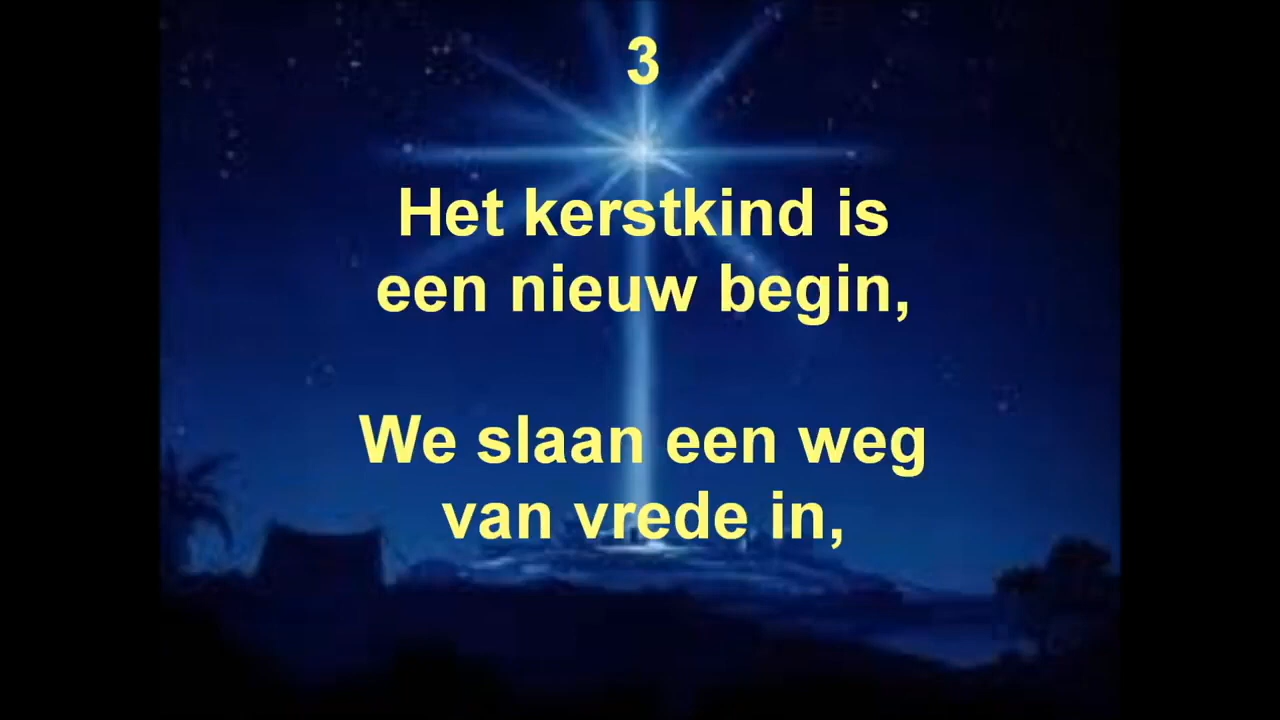 3
Het kerstkind is
een nieuw begin,
We slaan een weg
van vrede in,